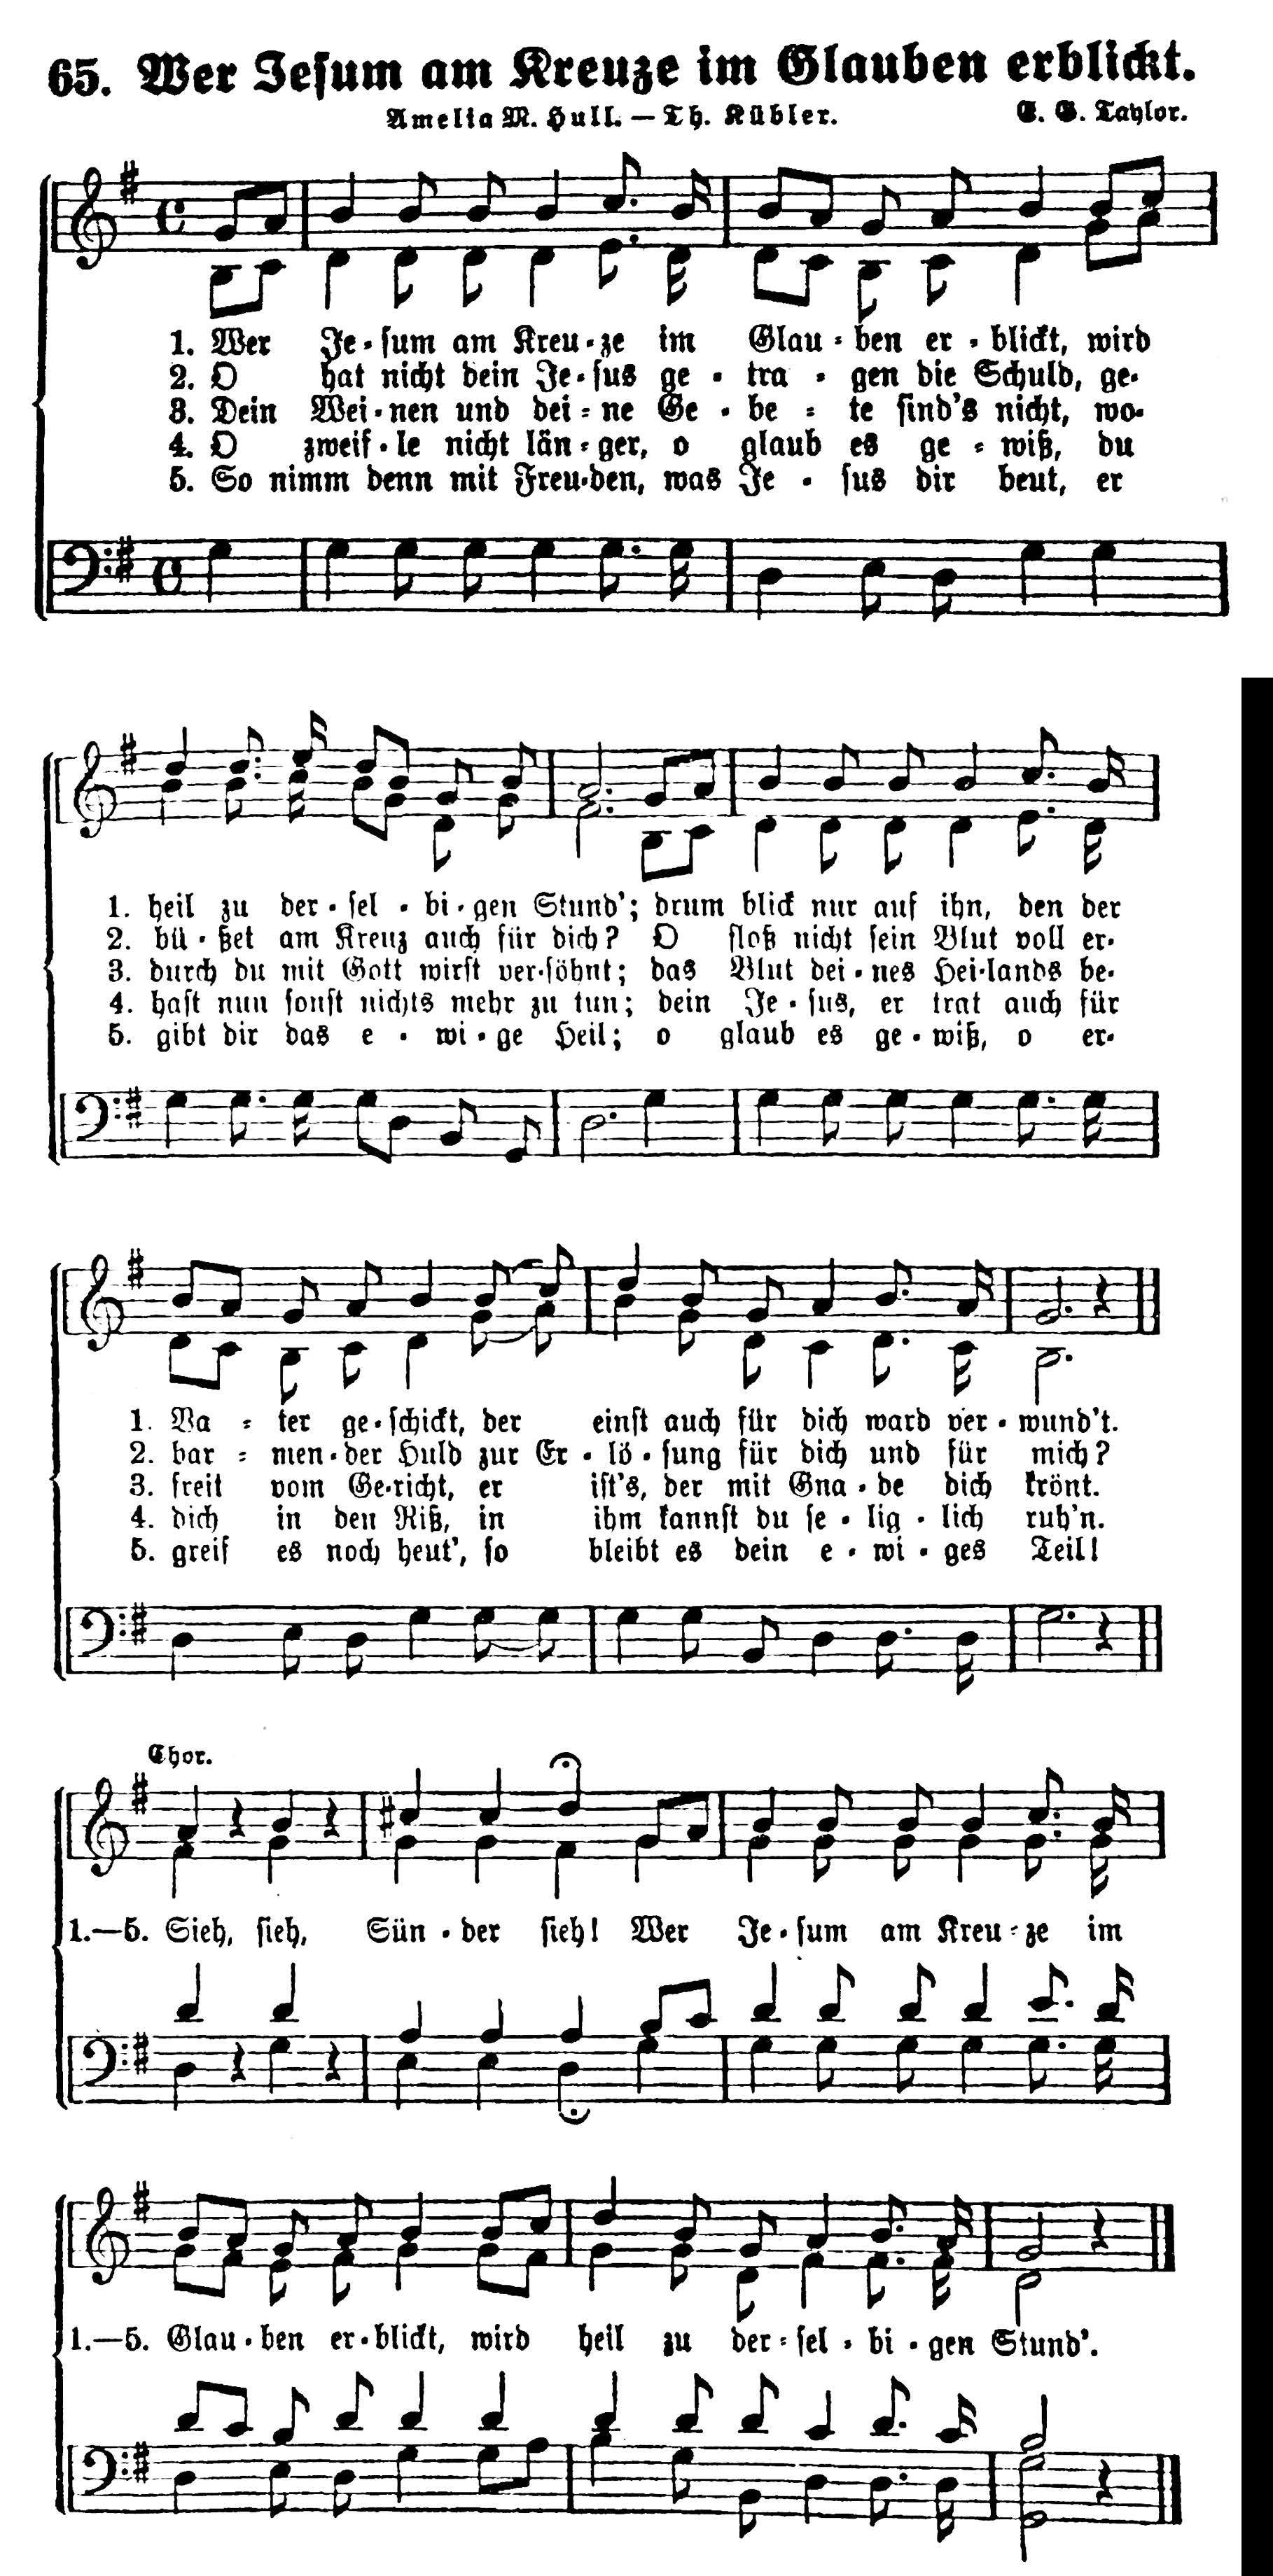 65. Wer Jesum am Kreuze im Glauben erblickt.
Amelia M. Hull. — Th. Kübler. E. G. Taylor.
1. Wer Je-sum am Kreu-ze im Glau-ben er-blickt, wird
2. O hat nicht dein Je-sus ge-tra-gen die Schuld, ge-
3. Dein Wei-nen und dei-ne Ge-be-te sind's nicht, wo-
4. O zweif-le nicht län-ger, o glaub es ge-wiß, du
5. So nimm denn mit Freu-den, was Je-sus dir beut, er
1. heil zu der-sel-bi-gen Stund'; drum blick nur auf ihn, den der
2. bü-ßet am Kreuz auch für dich? O floß nicht sein Blut voll er-
3. durch du mit Gott wirst ver-söhnt; das Blut dei-nes Hei-lands be-
4. hast nun sonst nichts mehr zu tun; dein Je-sus, er trat auch für
5. gibt dir das e-wi-ge Heil; o glaub es ge-wiß, o er-
1. Va-ter ge-schickt, der einst auch für dich ward ver-wund't.
2. bar-men-der Huld zur Er-lö-sung für dich und für mich?
3. freit vom Ge-richt, er ist's, der mit Gna-de dich krönt.
4. dich in den Riß, in ihm kannst du se-lig-lich ruh'n.
5. greif es noch heut', so bleibt es dein e-wi-ges Teil!
Chor.
1.—5. Sieh, sieh, Sün-der sieh! Wer Je-sum am Kreu-ze im
1.—5. Glau-ben er-blickt, wird heil zu der-sel-bi-gen Stund'.